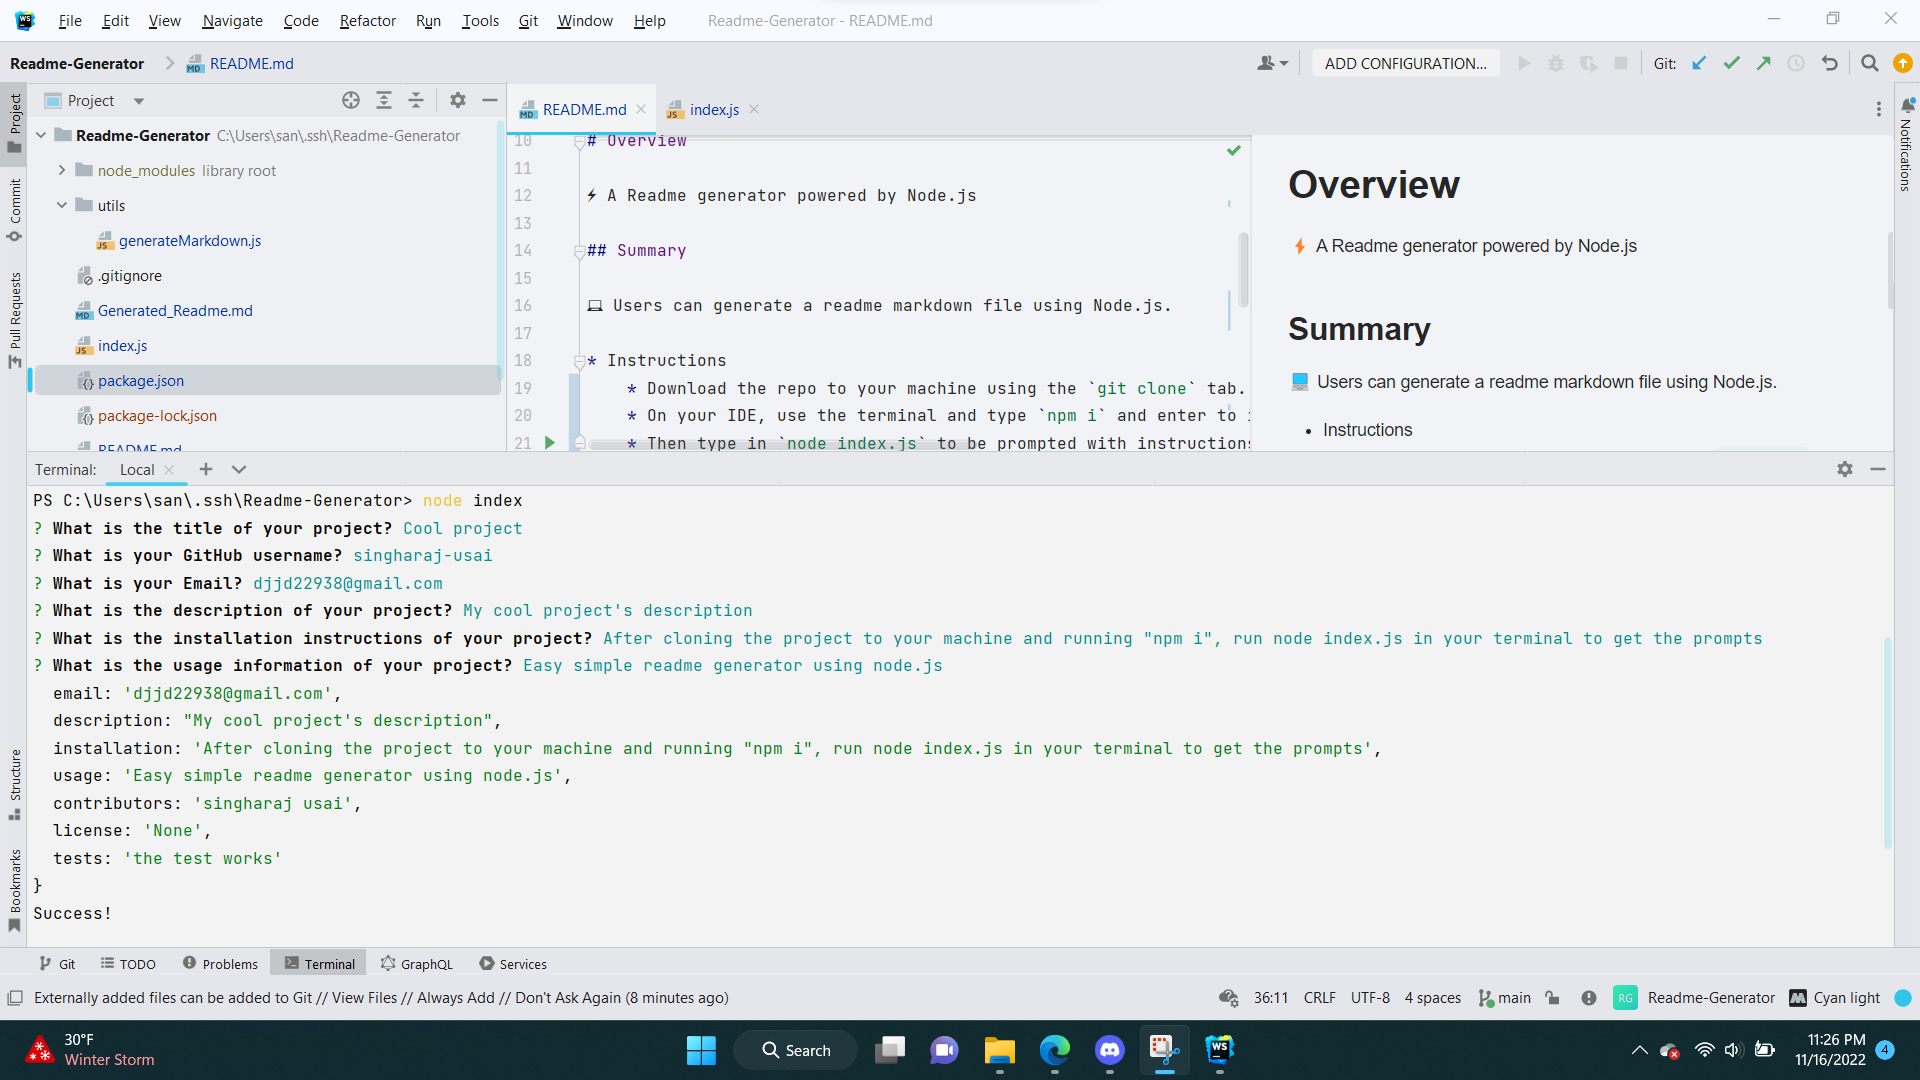 File Edit View Navigate Code Refactor Run Tools Git Window Help Readme-Generator - README.md
Readme-Generator README.md ADD CONFIGURATION... Git:
Project
README.md index.js
Project
Commit
Pull Requests
Structure
Bookmarks
Notifications
Readme-Generator C:\Users\san\.ssh\Readme-Generator
node_modules library root
utils
generateMarkdown.js
.gitignore
Generated_Readme.md
index.js
package.json
package-lock.json
README.md
10 # Overview
11
12 ⚡ A Readme generator powered by Node.js
13
14 ## Summary
15
16 💻 Users can generate a readme markdown file using Node.js.
17
18 * Instructions
19 * Download the repo to your machine using the `git clone` tab.
20 * On your IDE, use the terminal and type `npm i` and enter to
21 * Then type in `node index.js` to be prompted with instructions
Overview
⚡ A Readme generator powered by Node.js
Summary
💻 Users can generate a readme markdown file using Node.js.
• Instructions
Terminal: Local
PS C:\Users\san\.ssh\Readme-Generator> node index
? What is the title of your project? Cool project
? What is your GitHub username? singharaj-usai
? What is your Email? djjd22938@gmail.com
? What is the description of your project? My cool project's description
? What is the installation instructions of your project? After cloning the project to your machine and running "npm i", run node index.js in your terminal to get the prompts
? What is the usage information of your project? Easy simple readme generator using node.js
email: 'djjd22938@gmail.com',
description: "My cool project's description",
installation: 'After cloning the project to your machine and running "npm i", run node index.js in your terminal to get the prompts',
usage: 'Easy simple readme generator using node.js',
contributors: 'singharaj usai',
license: 'None',
tests: 'the test works'
}
Success!
Git TODO Problems Terminal GraphQL Services
Externally added files can be added to Git // View Files // Always Add // Don't Ask Again (8 minutes ago) 36:11 CRLF UTF-8 4 spaces main RG Readme-Generator Cyan light
30°F
Winter Storm
Search
11:26 PM
11/16/2022
4